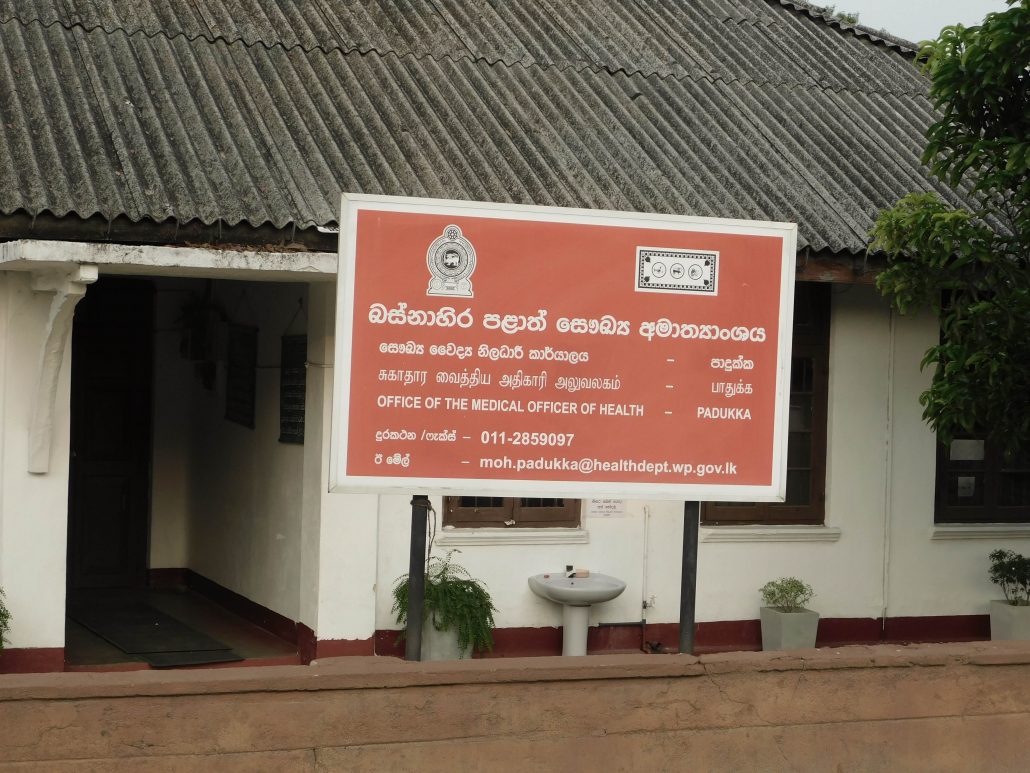 බස්නාහිර පළාත් සෞඛ්‍ය අමාත්‍යාංශය
සෞඛ්‍ය වෛද්‍ය නිලධාරී කාර්යාලය – පාදුක්ක
சுகாதார வைத்திய அதிகாரி அலுவலகம் – பாதுக்க
OFFICE OF THE MEDICAL OFFICER OF HEALTH – PADUKKA
දුරකථන /ෆැක්ස් – 011-2859097
ඊ මේල් – moh.padukka@healthdept.wp.gov.lk